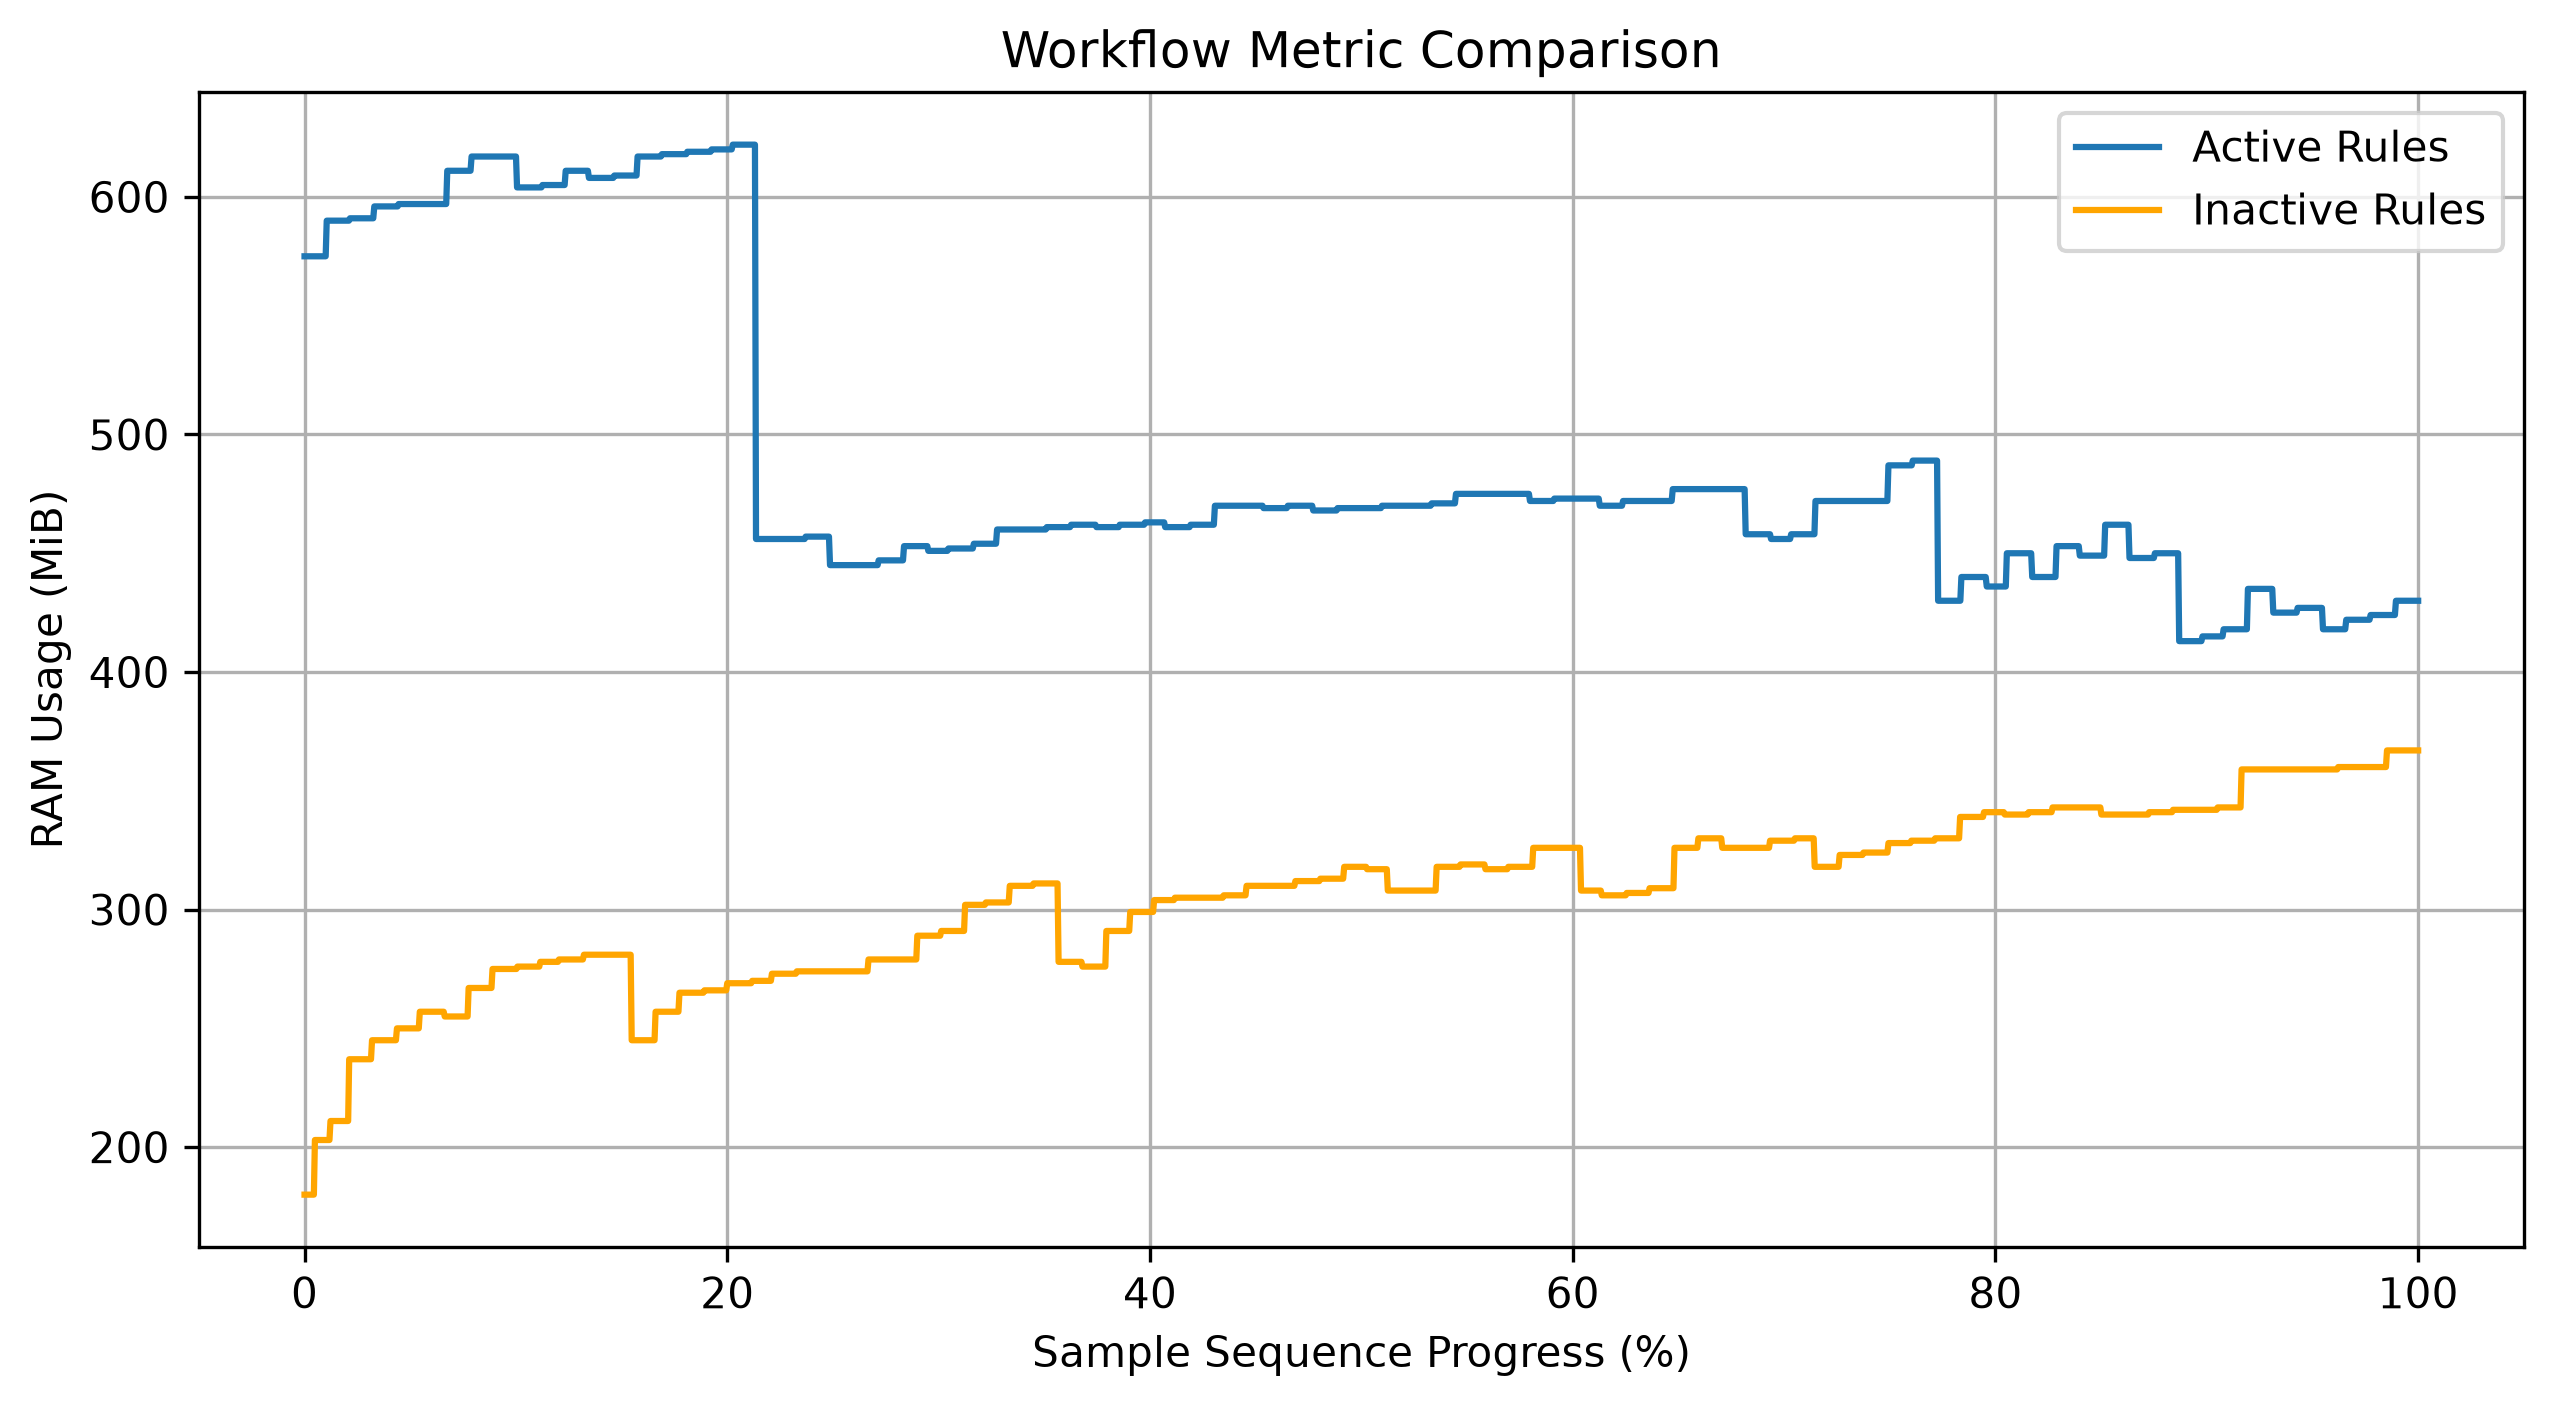 Workflow Metric Comparison
Active Rules
Inactive Rules
RAM Usage (MiB)
600
500
400
300
200
0 20 40 60 80 100
Sample Sequence Progress (%)